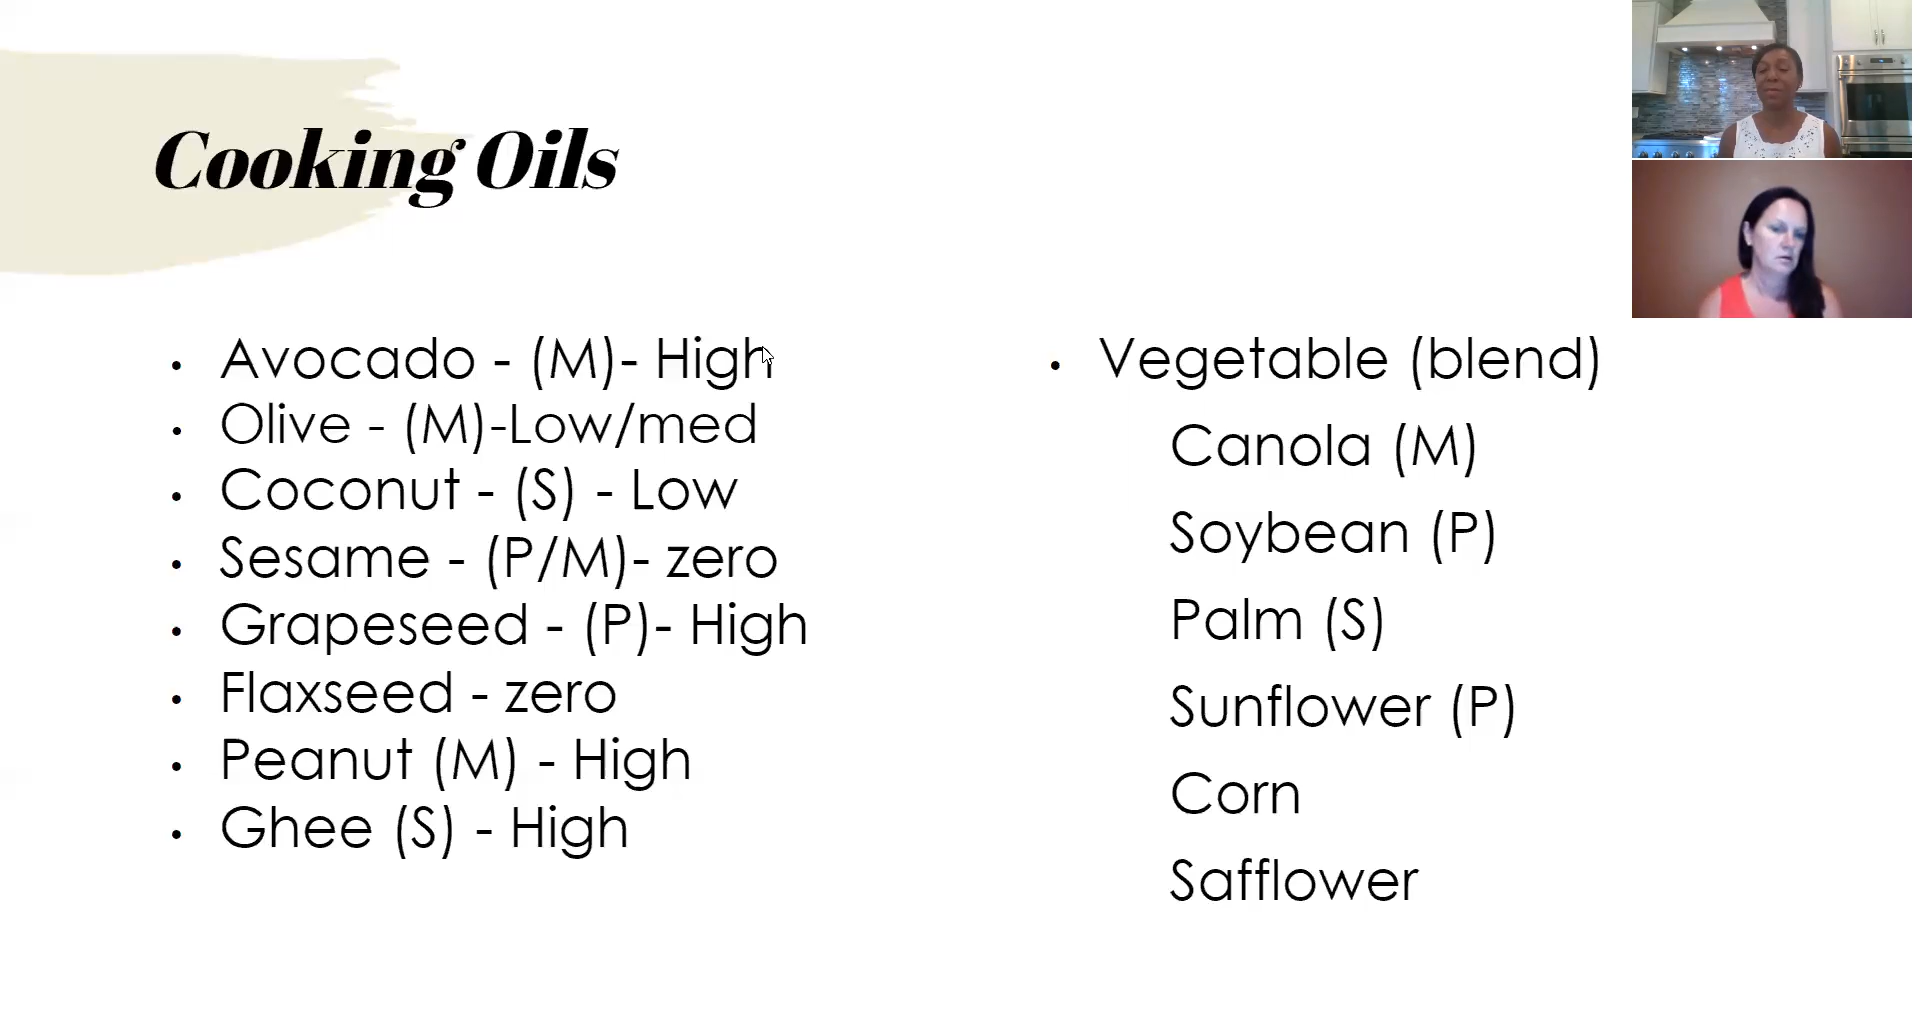 Cooking Oils
• Avocado - (M)- High
• Olive - (M)-Low/med
• Coconut - (S) - Low
• Sesame - (P/M)- zero
• Grapeseed - (P)- High
• Flaxseed - zero
• Peanut (M) - High
• Ghee (S) - High
• Vegetable (blend)
Canola (M)
Soybean (P)
Palm (S)
Sunflower (P)
Corn
Safflower